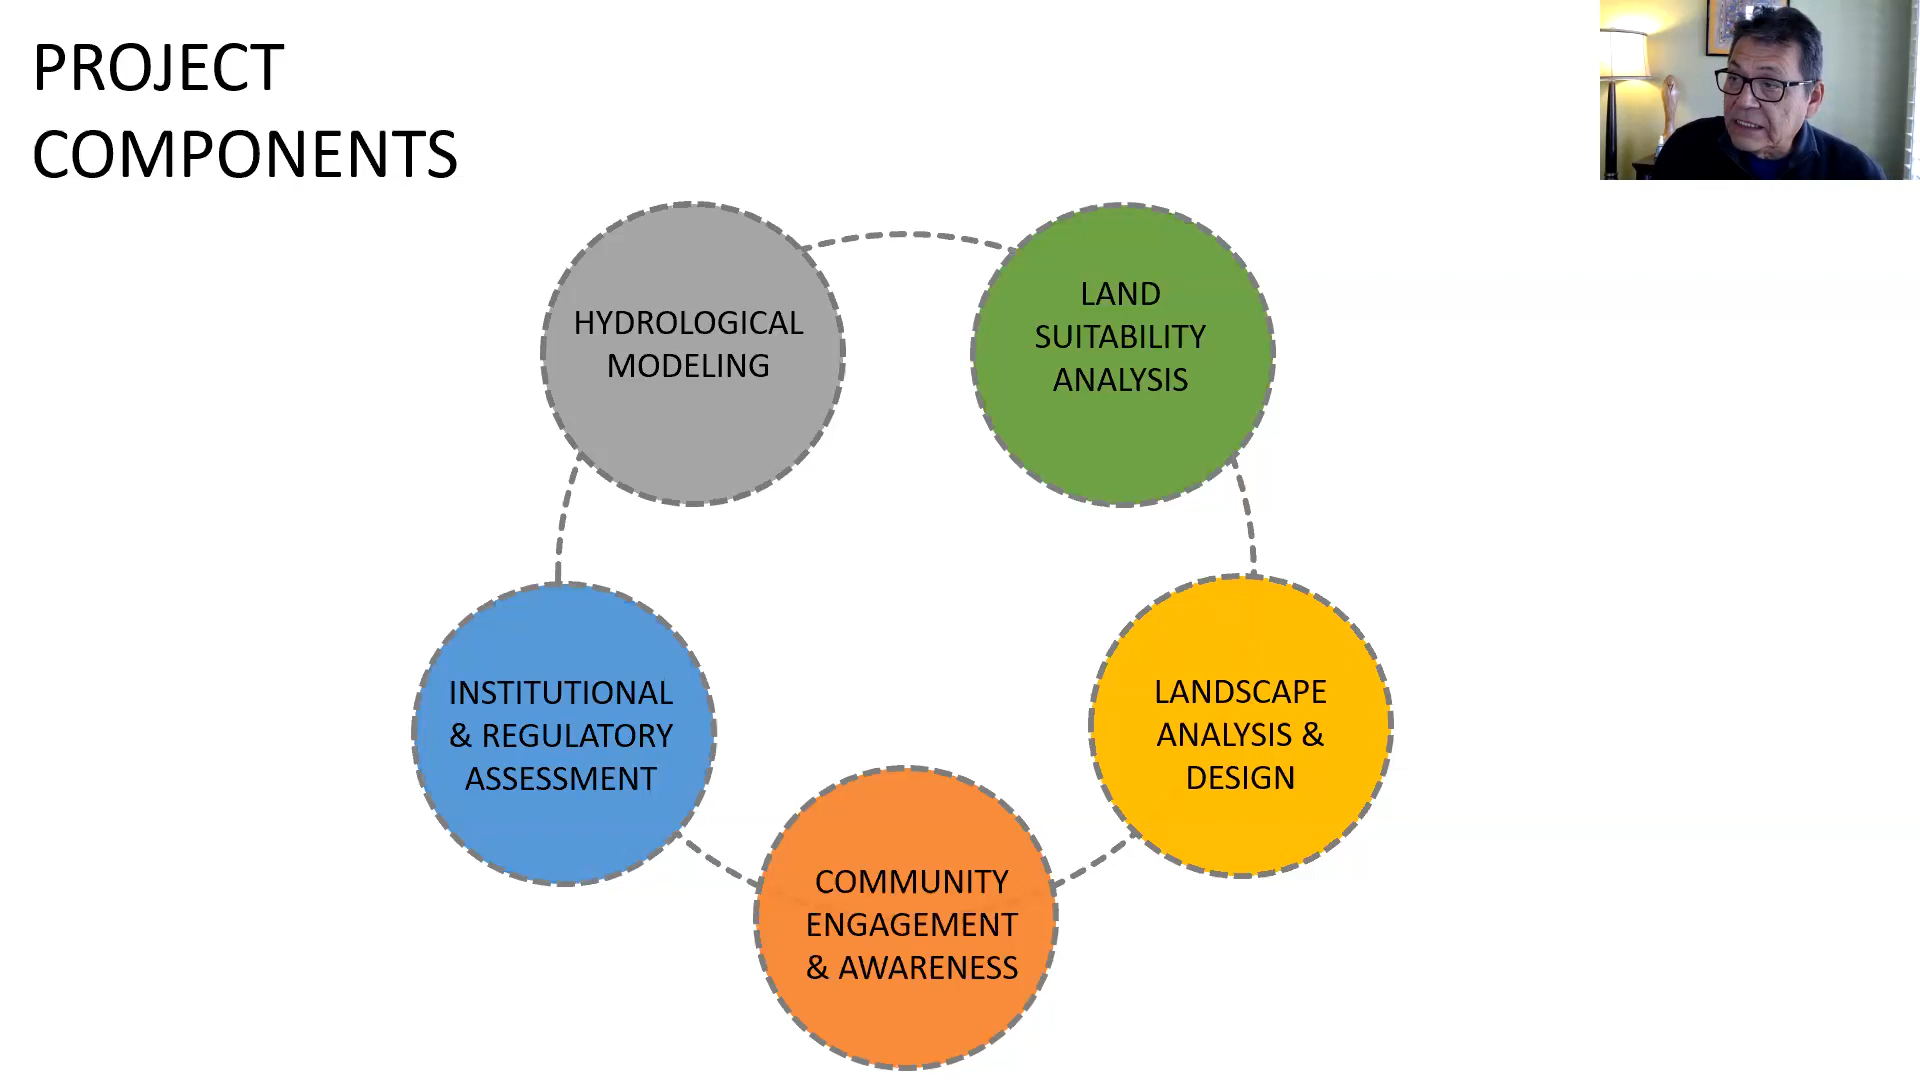 PROJECT
COMPONENTS
HYDROLOGICAL
MODELING
LAND
SUITABILITY
ANALYSIS
INSTITUTIONAL
& REGULATORY
ASSESSMENT
LANDSCAPE
ANALYSIS &
DESIGN
COMMUNITY
ENGAGEMENT
& AWARENESS